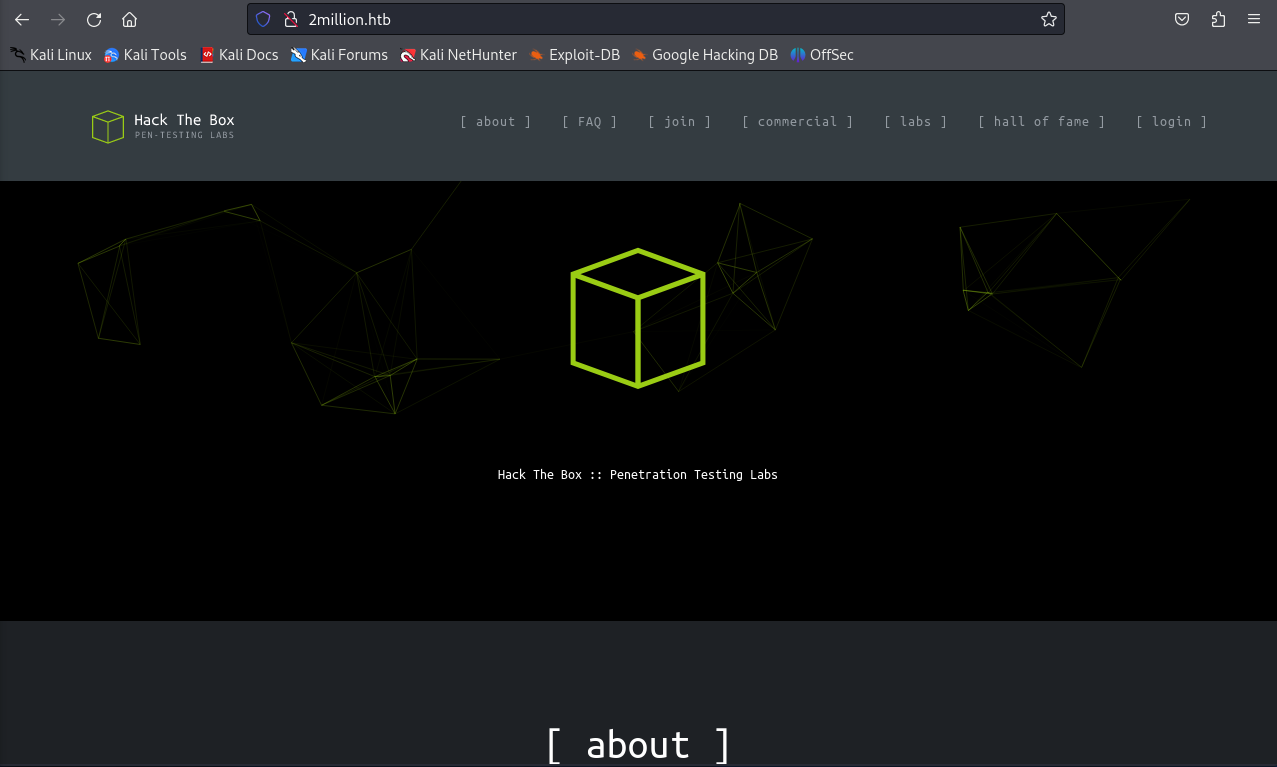 2million.htb
Kali Linux Kali Tools Kali Docs Kali Forums Kali NetHunter Exploit-DB Google Hacking DB OffSec
Hack The Box
PEN-TESTING LABS
[ about ] [ FAQ ] [ join ] [ commercial ] [ labs ] [ hall of fame ] [ login ]
Hack The Box :: Penetration Testing Labs
[ about ]